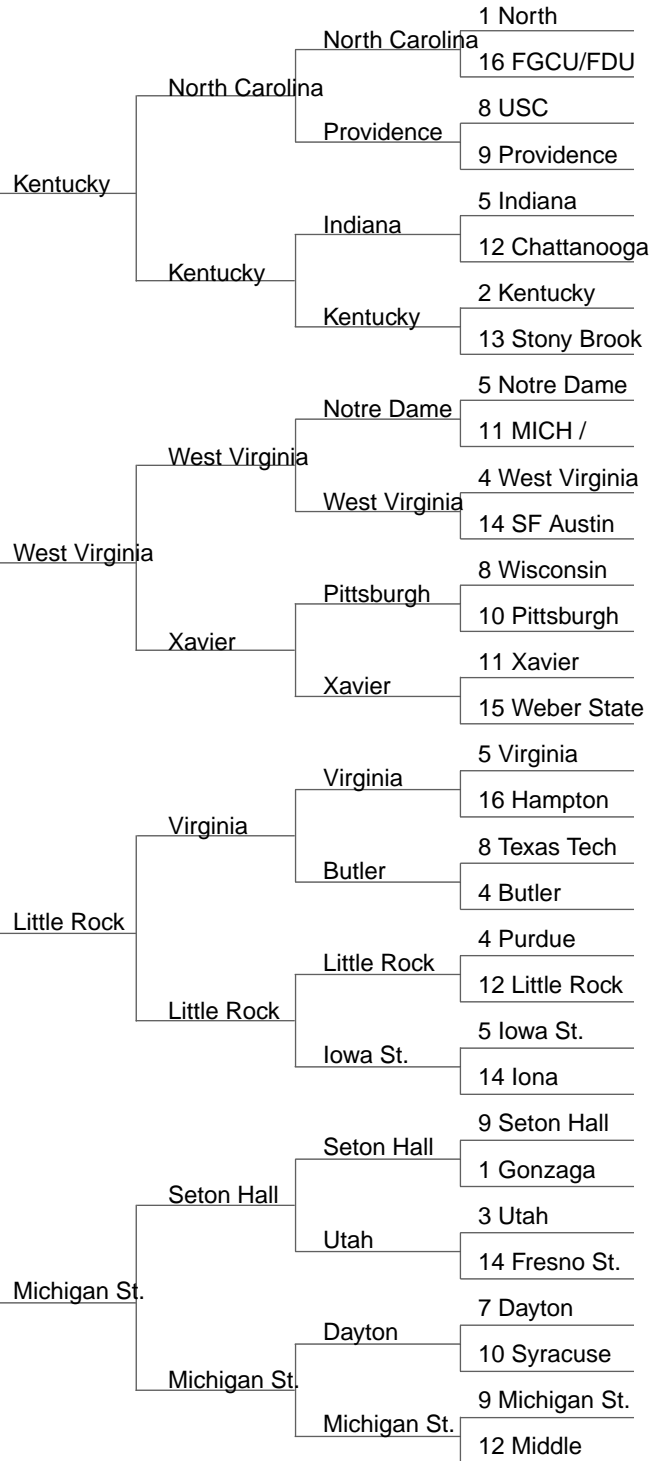 1 North
North Carolina
16 FGCU/FDU
North Carolina
8 USC
Providence
9 Providence
Kentucky
5 Indiana
Indiana
12 Chattanooga
Kentucky
2 Kentucky
Kentucky
13 Stony Brook
5 Notre Dame
Notre Dame
11 MICH /
West Virginia
4 West Virginia
West Virginia
14 SF Austin
West Virginia
8 Wisconsin
Pittsburgh
10 Pittsburgh
Xavier
11 Xavier
Xavier
15 Weber State
5 Virginia
Virginia
16 Hampton
Virginia
8 Texas Tech
Butler
4 Butler
Little Rock
4 Purdue
Little Rock
12 Little Rock
Little Rock
5 Iowa St.
Iowa St.
14 Iona
9 Seton Hall
Seton Hall
1 Gonzaga
Seton Hall
3 Utah
Utah
14 Fresno St.
Michigan St.
7 Dayton
Dayton
10 Syracuse
Michigan St.
9 Michigan St.
Michigan St.
12 Middle